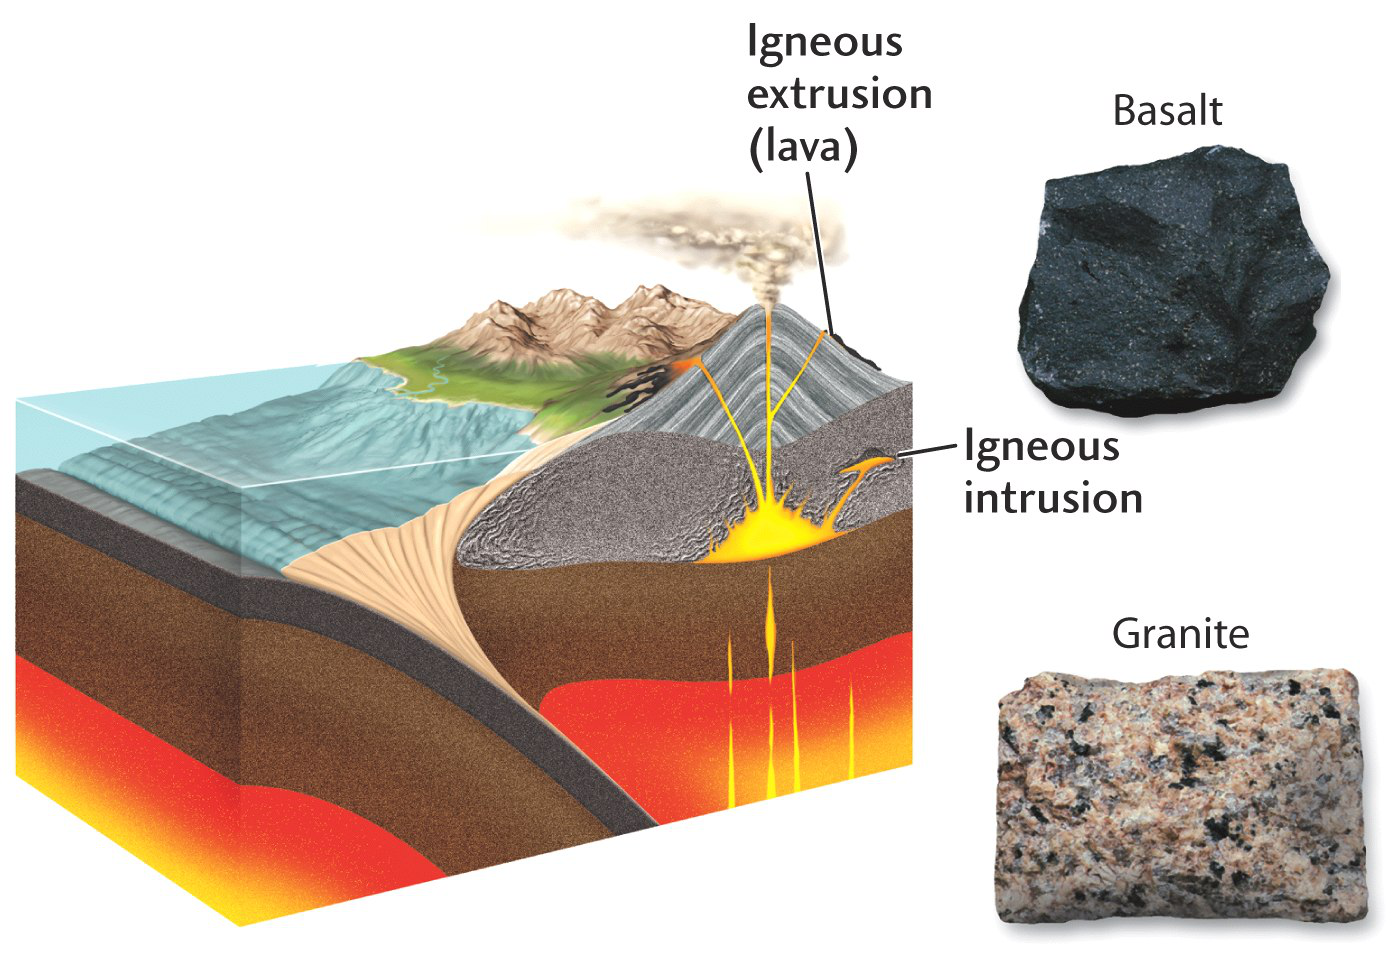 Igneous
extrusion
(lava)
Basalt
Igneous
intrusion
Granite